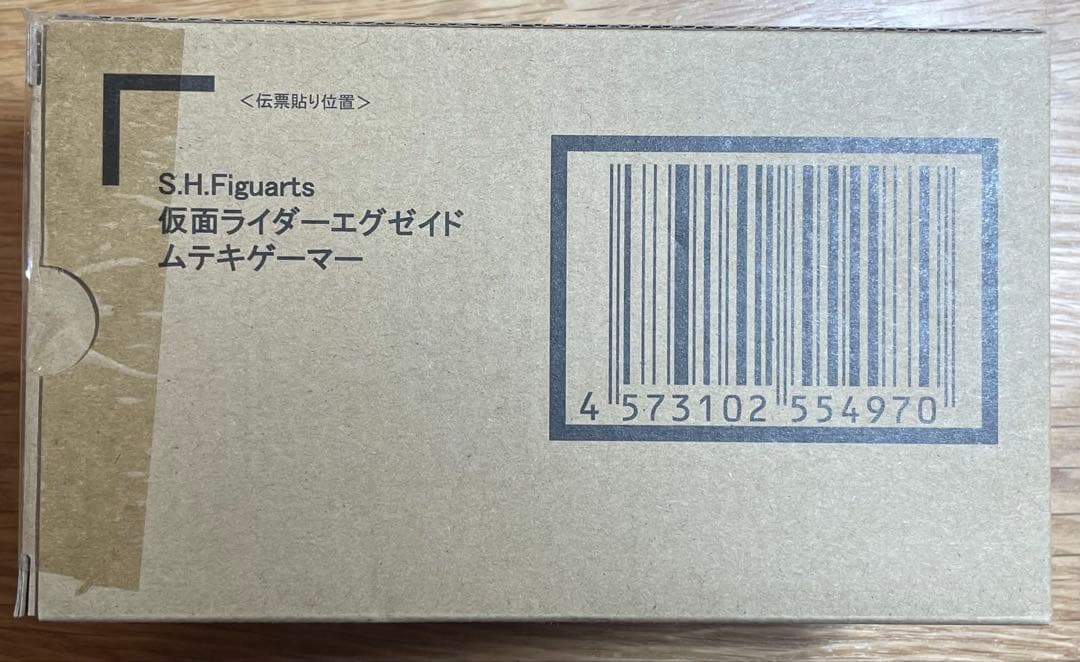 ＜伝票貼り位置＞
S.H.Figuarts
仮面ライダーエグゼイド
ムテキゲーマー
4 573102 554970